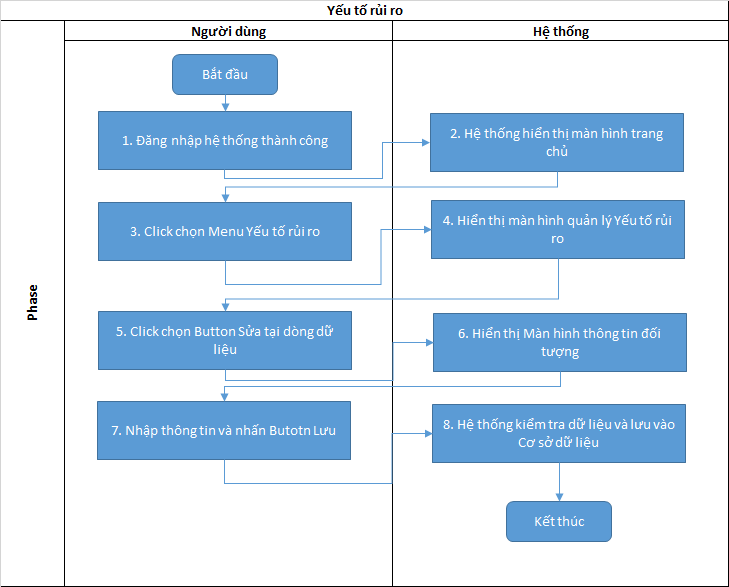 Yếu tố rủi ro
Người dùng
Hệ thống
Phase
Bắt đầu
1. Đăng nhập hệ thống thành công
2. Hệ thống hiển thị màn hình trang
chủ
3. Click chọn Menu Yếu tố rủi ro
4. Hiển thị màn hình quản lý Yếu tố rủi
ro
5. Click chọn Button Sửa tại dòng dữ
liệu
6. Hiển thị Màn hình thông tin đối
tượng
7. Nhập thông tin và nhấn Butotn Lưu
8. Hệ thống kiểm tra dữ liệu và lưu vào
Cơ sở dữ liệu
Kết thúc